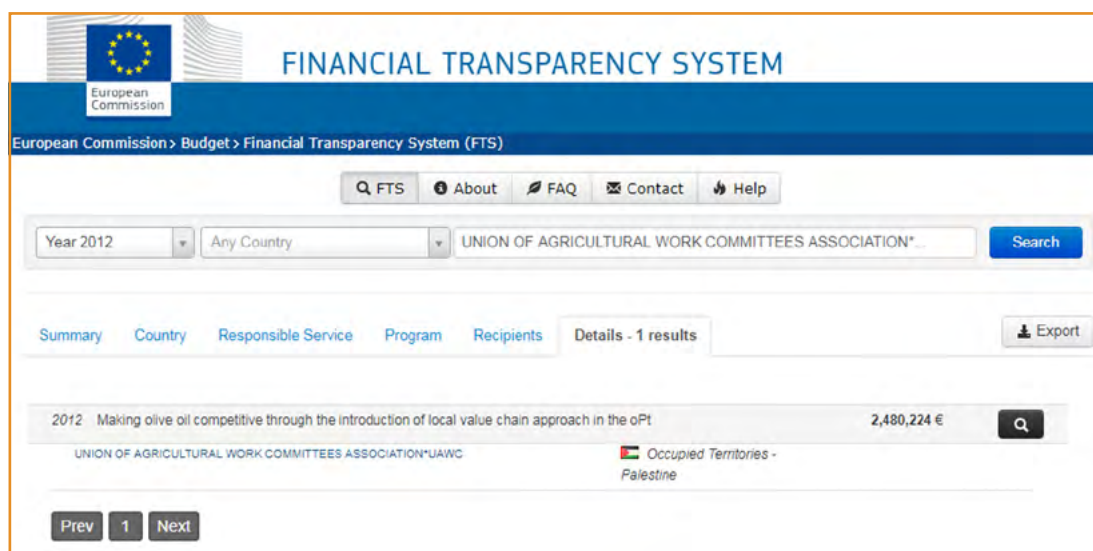 European
Commission
FINANCIAL TRANSPARENCY SYSTEM
European Commission > Budget > Financial Transparency System (FTS)
FTS About FAQ Contact Help
Year 2012 Any Country UNION OF AGRICULTURAL WORK COMMITTEES ASSOCIATION*... Search
Summary Country Responsible Service Program Recipients Details - 1 results Export
2012 Making olive oil competitive through the introduction of local value chain approach in the oPt 2,480,224 €
UNION OF AGRICULTURAL WORK COMMITTEES ASSOCIATION*UAWC Occupied Territories -
Palestine
Prev 1 Next